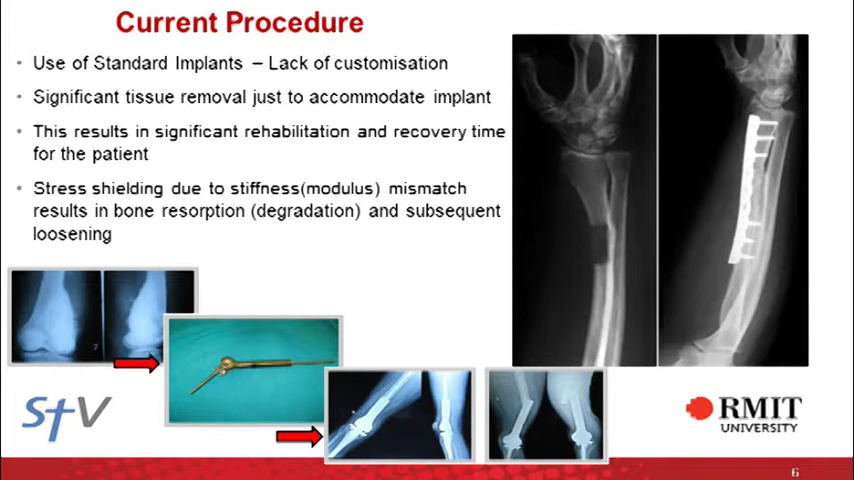 Current Procedure
• Use of Standard Implants – Lack of customisation
• Significant tissue removal just to accommodate implant
• This results in significant rehabilitation and recovery time
for the patient
• Stress shielding due to stiffness(modulus) mismatch
results in bone resorption (degradation) and subsequent
loosening
StV
RMIT
UNIVERSITY
6